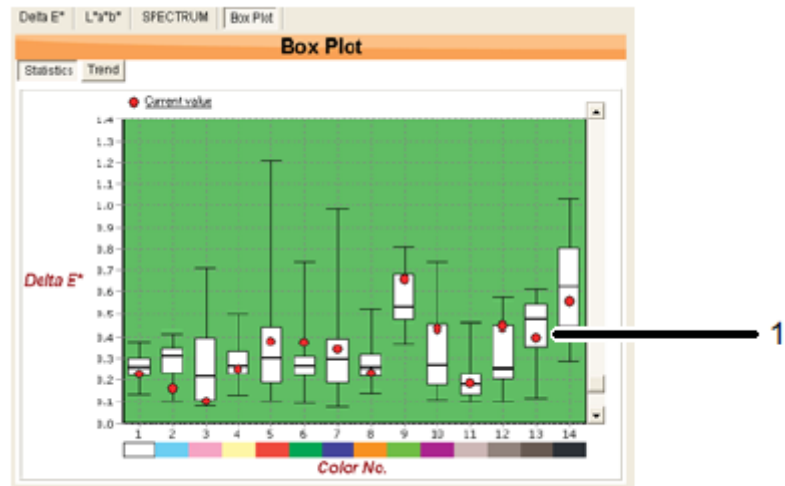 Delta E* L*a*b* SPECTRUM Box Plot
Box Plot
Statistics Trend
Current value
1.4
1.3
1.2
1.1
1.0
0.9
0.8
0.7
Delta E*
0.6
0.5
0.4
1
0.3
0.2
0.1
0.0
1 2 3 4 5 6 7 8 9 10 11 12 13 14
Color No.